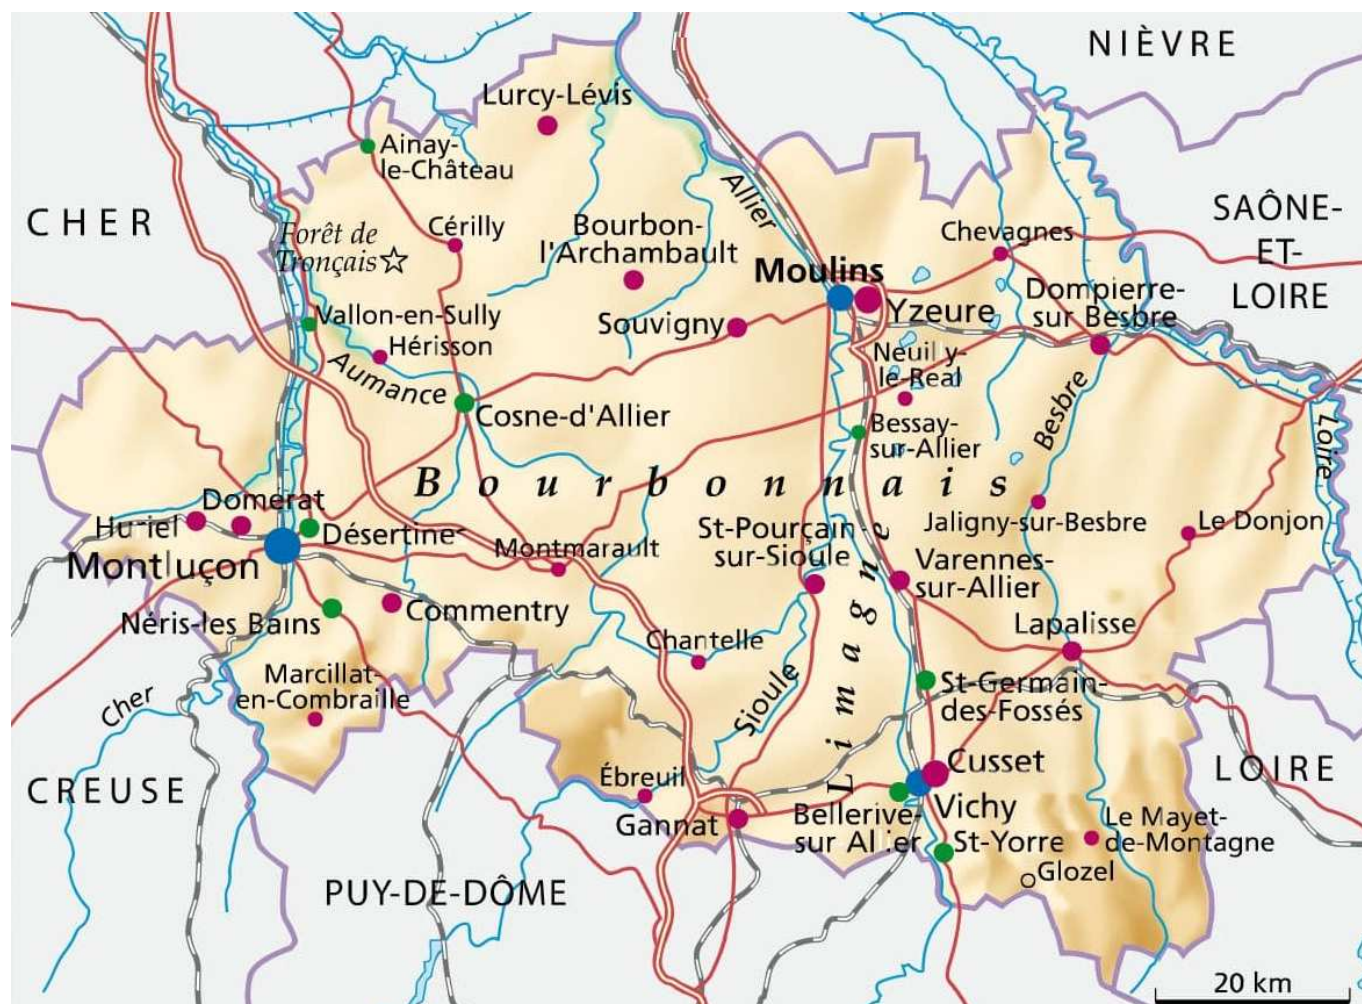 NIÈVRE
Lurcy-Lévis
Ainay-
le-Château
Allier
CHER
SAÔNE-
ET-
LOIRE
Forêt de
Tronçais
Cérilly
Bourbon-
l'Archambault
Chevagnes
Moulins
Yzeure
Dompierre-
sur Besbre
Vallon-en-Sully
Hérisson
Souvigny
Neuilly-
le-Real
Aumance
Cosne-d'Allier
Bessay-
sur-Allier
Besbre
Loire
Bourbonnais
Domérat
Huriel
Désertine
Montluçon
Montmarault
St-Pourçain-
sur-Sioule
Jaligny-sur-Besbre
Le Donjon
Varennes-
sur-Allier
Limagne
Commentry
Néris-les Bains
Lapalisse
Chantelle
Marcillat-
en-Combraille
Cher
Sioule
St-Germain-
des-Fossés
CREUSE
Ébreuil
Gannat
Cusset
Vichy
LOIRE
Bellerive-
sur Allier
St-Yorre
Le Mayet-
de-Montagne
Glozel
PUY-DE-DÔME
20 km